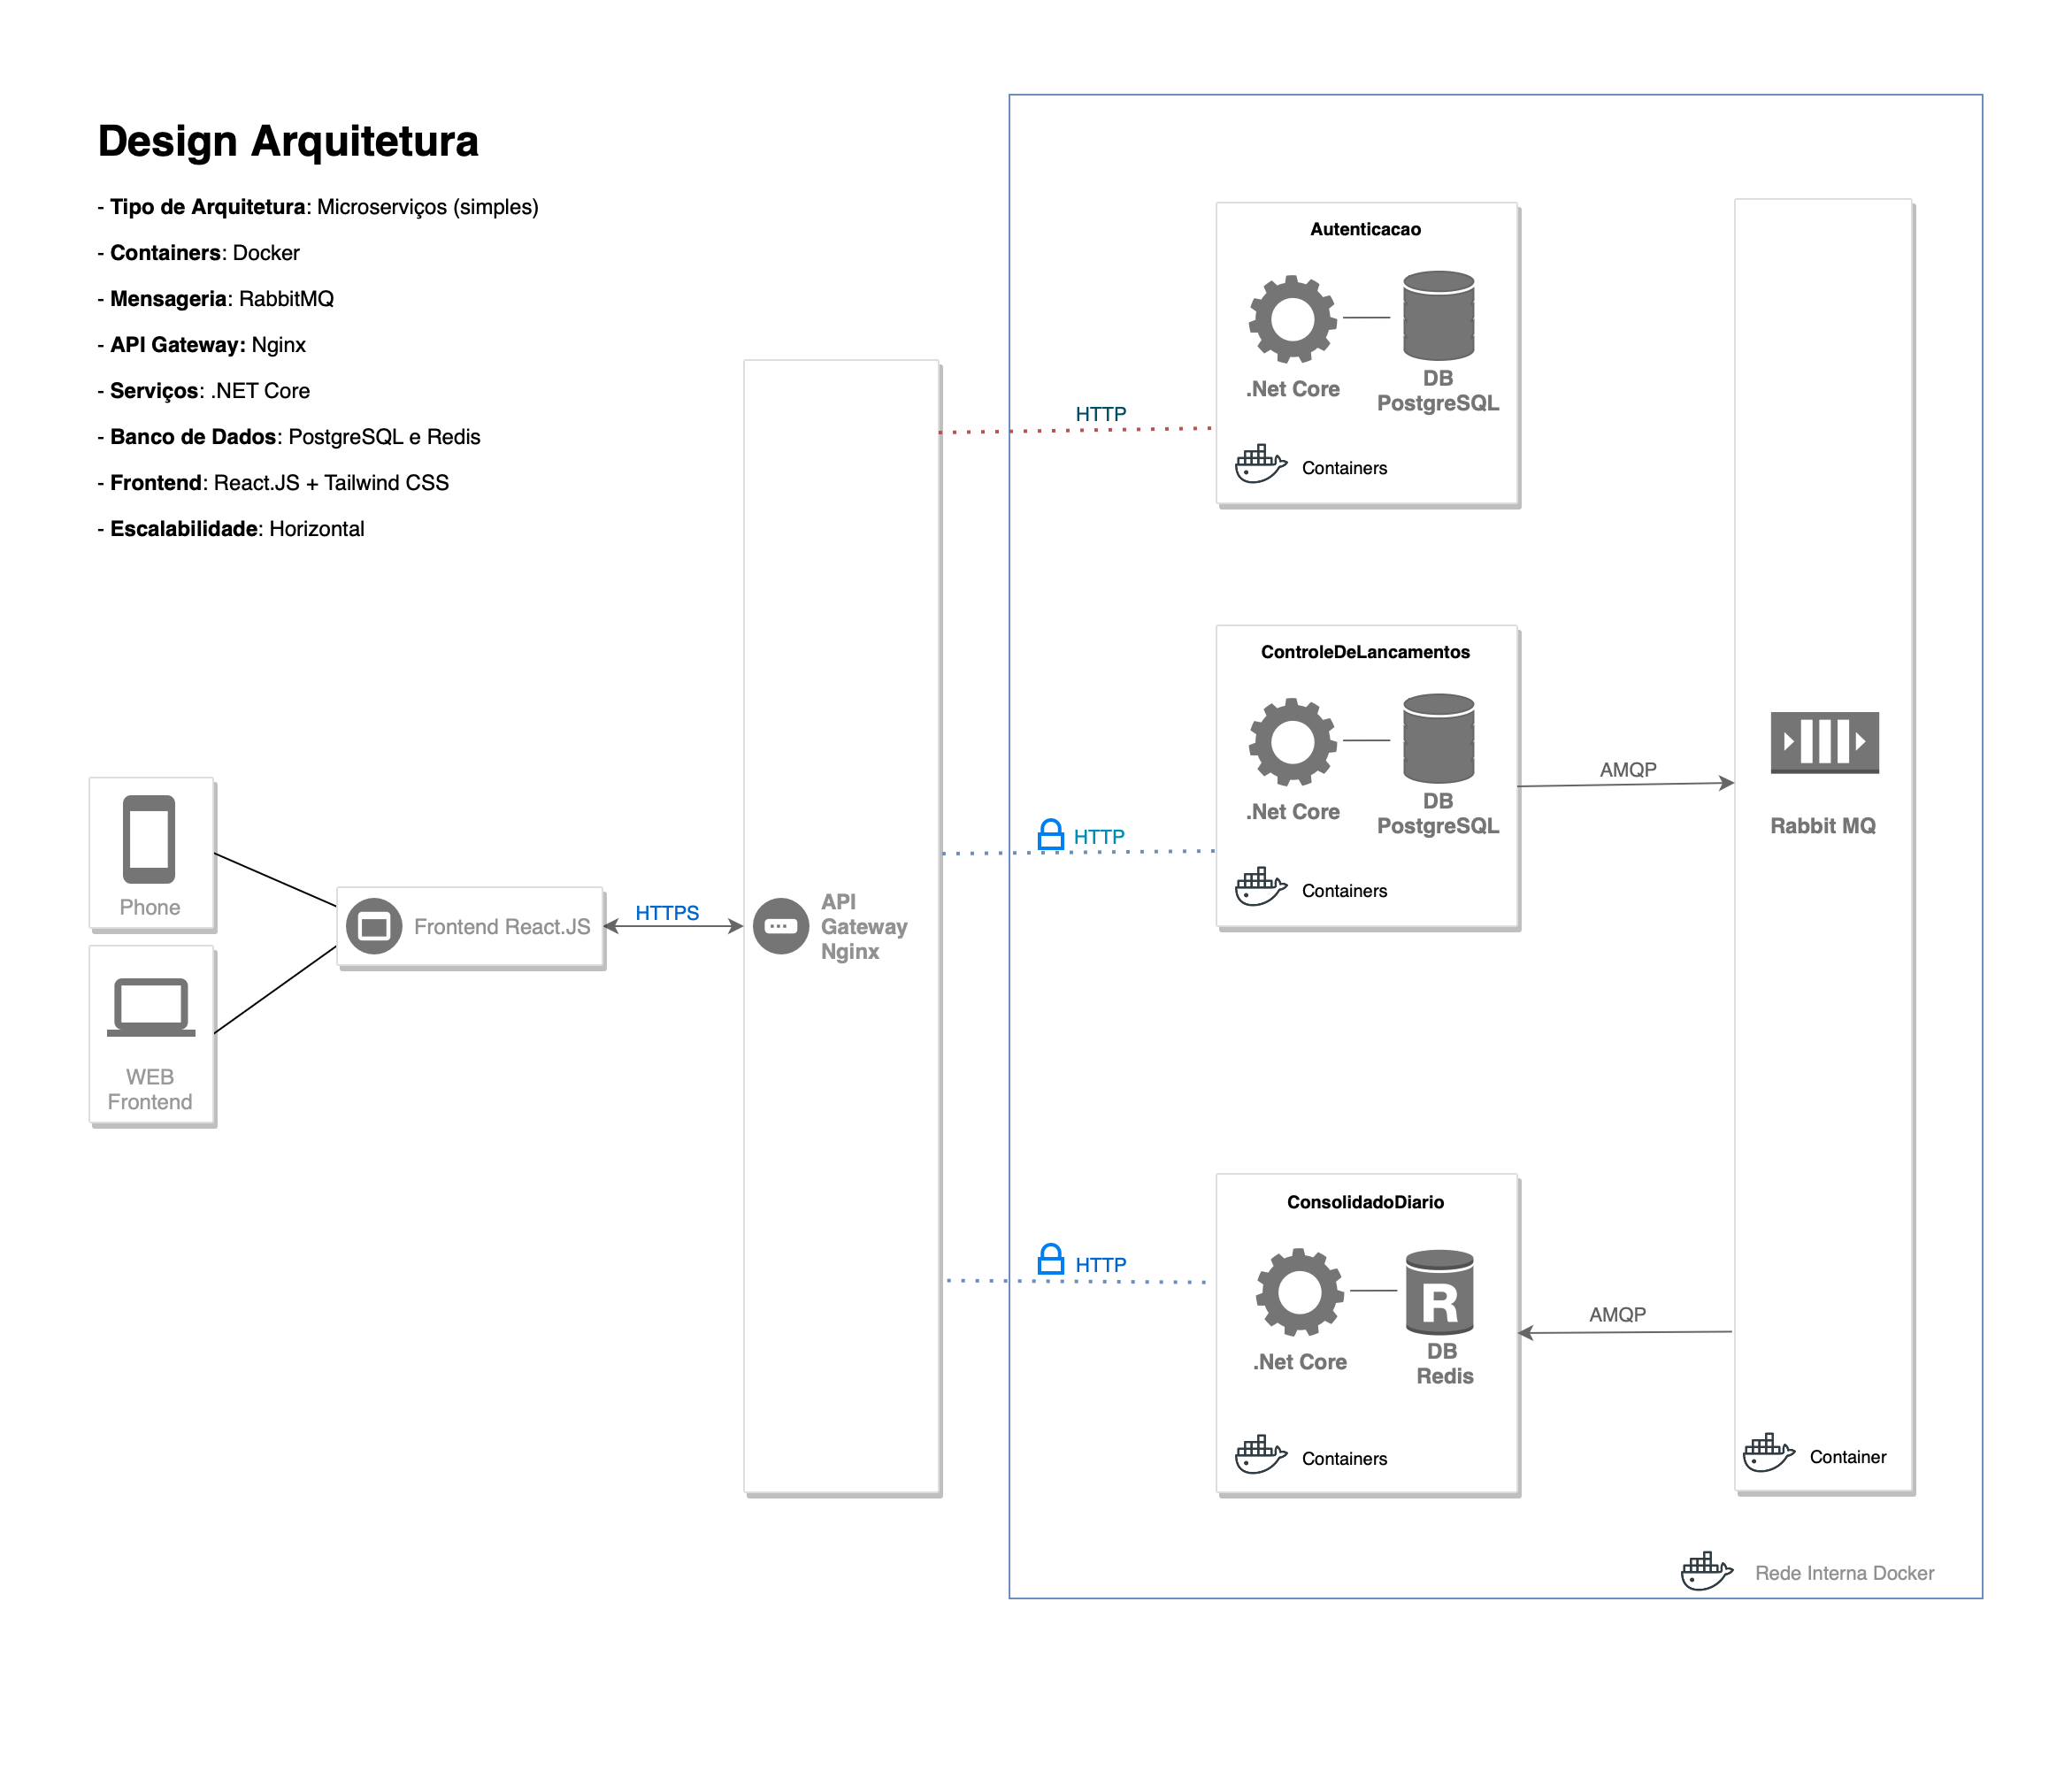 Design Arquitetura
- Tipo de Arquitetura: Microserviços (simples)
- Containers: Docker
- Mensageria: RabbitMQ
- API Gateway: Nginx
- Serviços: .NET Core
- Banco de Dados: PostgreSQL e Redis
- Frontend: React.JS + Tailwind CSS
- Escalabilidade: Horizontal
Phone
WEB
Frontend
Frontend React.JS
HTTPS
API
Gateway
Nginx
HTTP
HTTP
HTTP
Autenticacao
.Net Core
DB
PostgreSQL
Containers
ControleDeLancamentos
.Net Core
DB
PostgreSQL
Containers
AMQP
Rabbit MQ
ConsolidadoDiario
.Net Core
R
DB
Redis
Containers
AMQP
Container
Rede Interna Docker